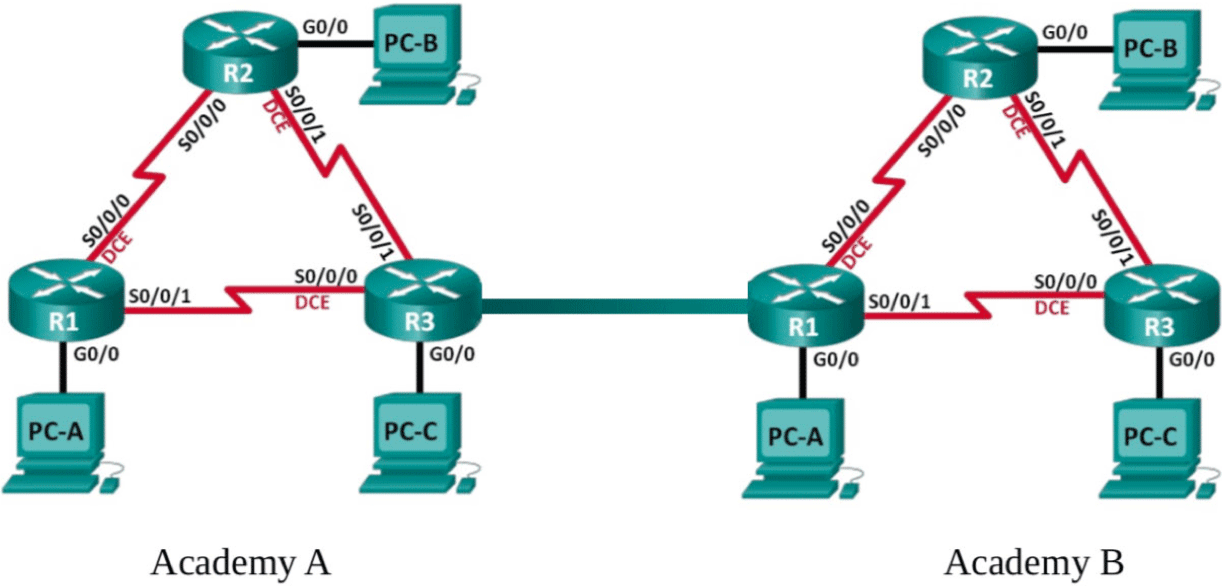 G0/0
PC-B
R2
S0/0/0
DCE
S0/0/1
S0/0/0
DCE
S0/0/1
R1
S0/0/1
S0/0/0
DCE
R3
G0/0
G0/0
PC-A
PC-C
Academy A
G0/0
PC-B
R2
S0/0/0
DCE
S0/0/1
S0/0/0
DCE
S0/0/1
R1
S0/0/1
S0/0/0
DCE
R3
G0/0
G0/0
PC-A
PC-C
Academy B